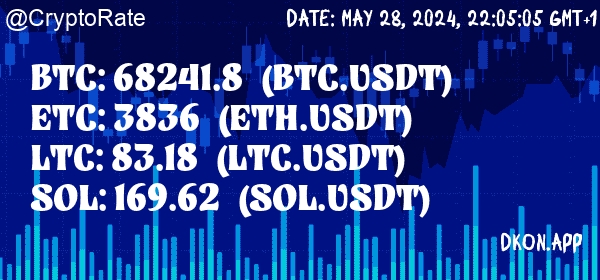 @CryptoRate
DATE: MAY 28, 2024, 22:05:05 GMT+1
BTC: 68241.8 (BTC.USDT)
ETC: 3836 (ETH.USDT)
LTC: 83.18 (LTC.USDT)
SOL: 169.62 (SOL.USDT)
DKON.APP